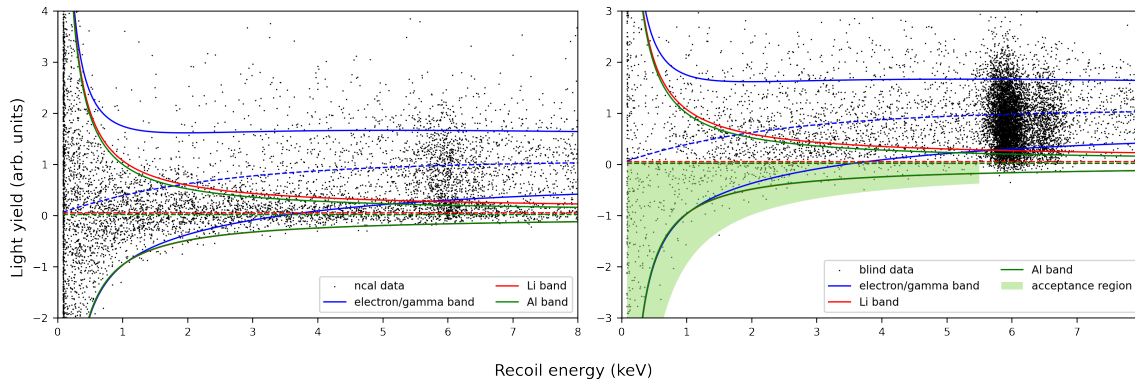 4
3
2
1
0
−1
−2
0
1
2
3
4
5
6
7
8
Light yield (arb. units)
ncal data
electron/gamma band
Li band
Al band
3
2
1
0
−1
−2
−3
0
1
2
3
4
5
6
7
blind data
electron/gamma band
Li band
Al band
acceptance region
Recoil energy (keV)